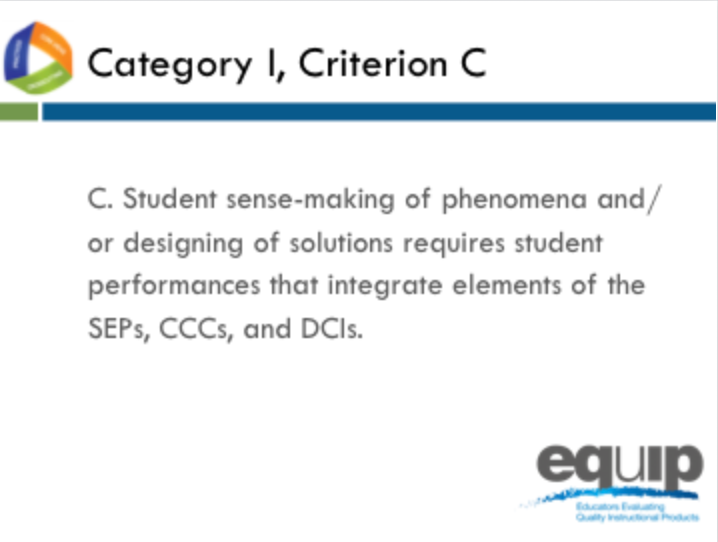 Category I, Criterion C
C. Student sense-making of phenomena and/
or designing of solutions requires student
performances that integrate elements of the
SEPs, CCCs, and DCIs.
equip
Educators Evaluating
Quality Instructional Products